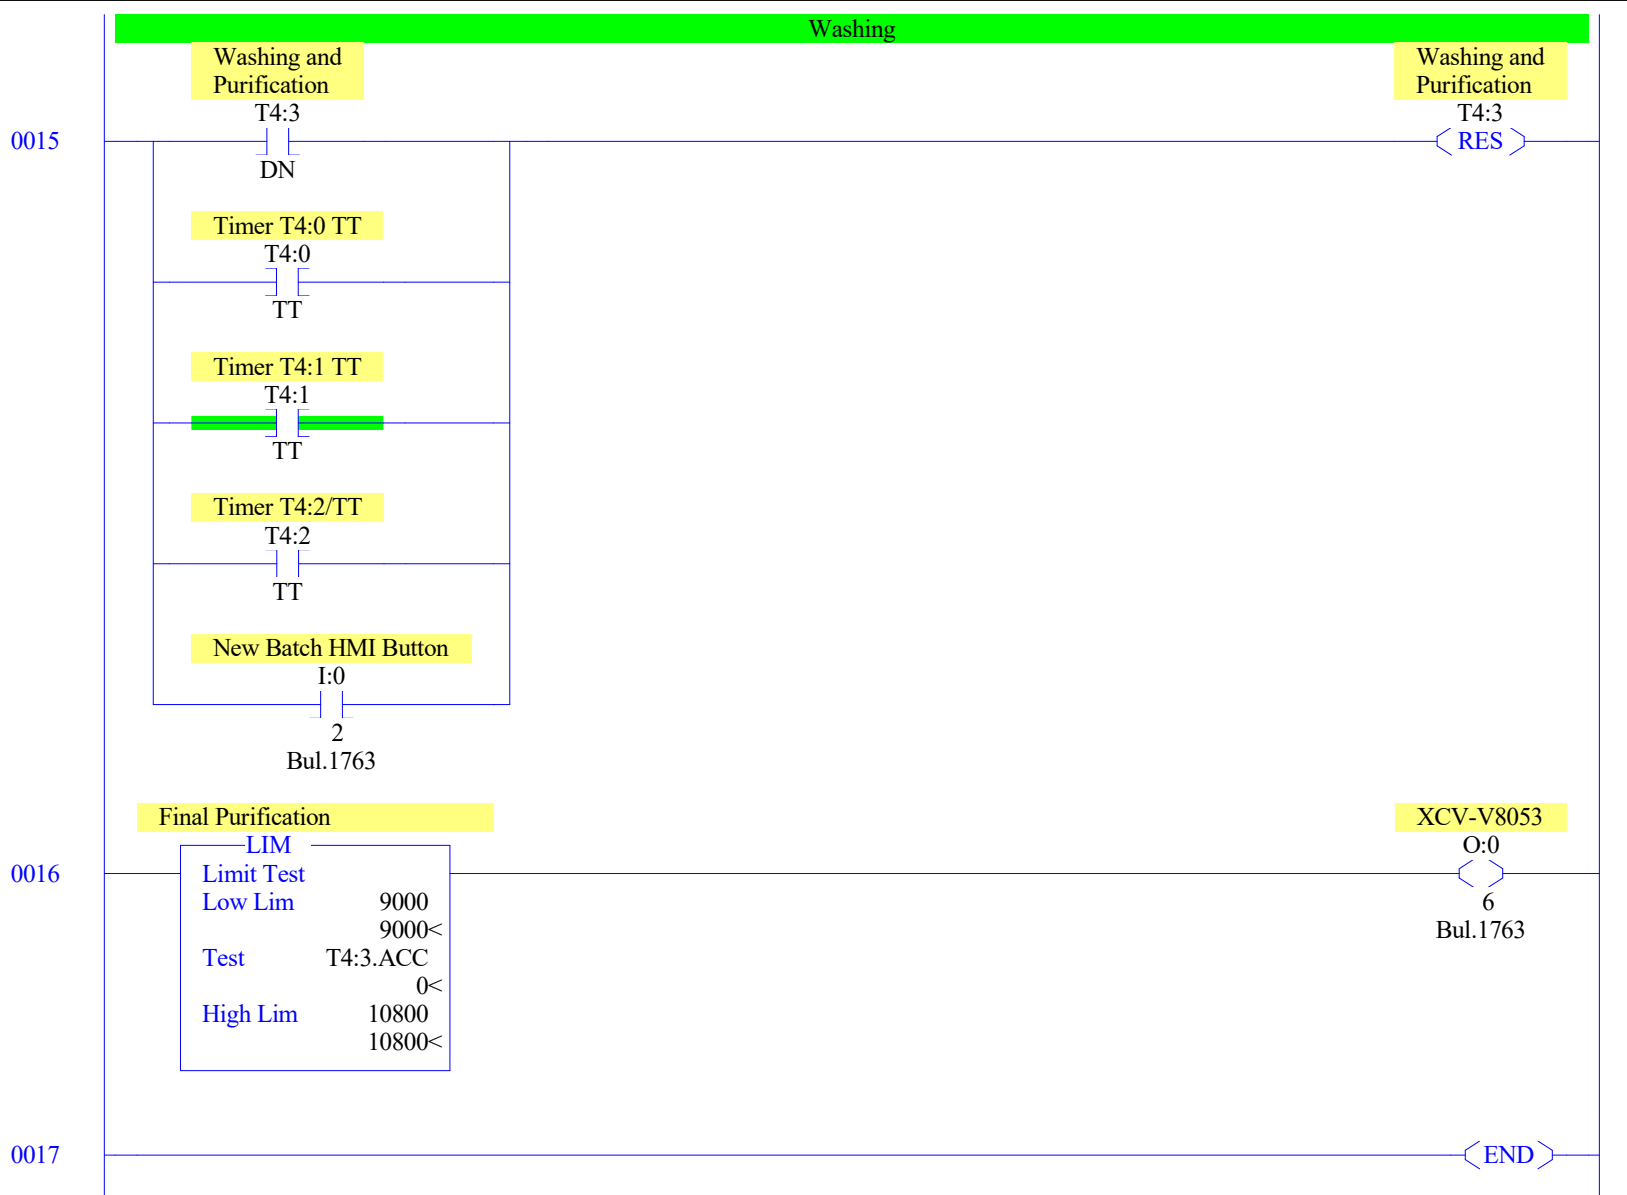 Washing
Washing and
Purification
T4:3
DN
Washing and
Purification
T4:3
RES
0015
Timer T4:0 TT
T4:0
TT
Timer T4:1 TT
T4:1
TT
Timer T4:2/TT
T4:2
TT
New Batch HMI Button
I:0
2
Bul.1763
Final Purification
LIM
0016
Limit Test
Low Lim 9000
9000<
Test T4:3.ACC
0<
High Lim 10800
10800<
XCV-V8053
O:0
6
Bul.1763
0017
END